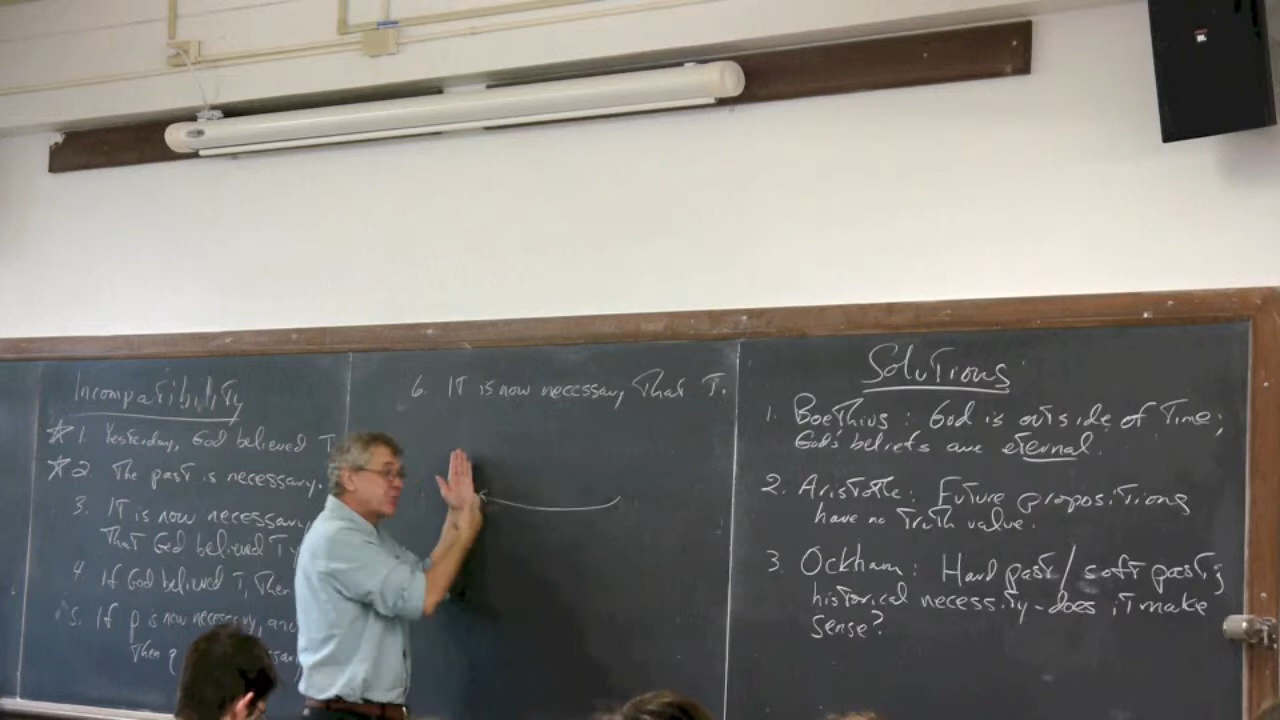 Incompatibility
1. Yesterday, God believed T
2. The past is necessary.
3. IT is now necessary
That God believed T
4. If God believed T, Then
5. If p is now necessary, and
Then q
6. IT is now necessary That T.
Solutions
1. Boethius: God is outside of Time;
God's beliefs are eternal.
2. Aristotle: Future propositions
have no Truth value.
3. Ockham: Hard past/soft past;
historical necessity-does it make
sense?